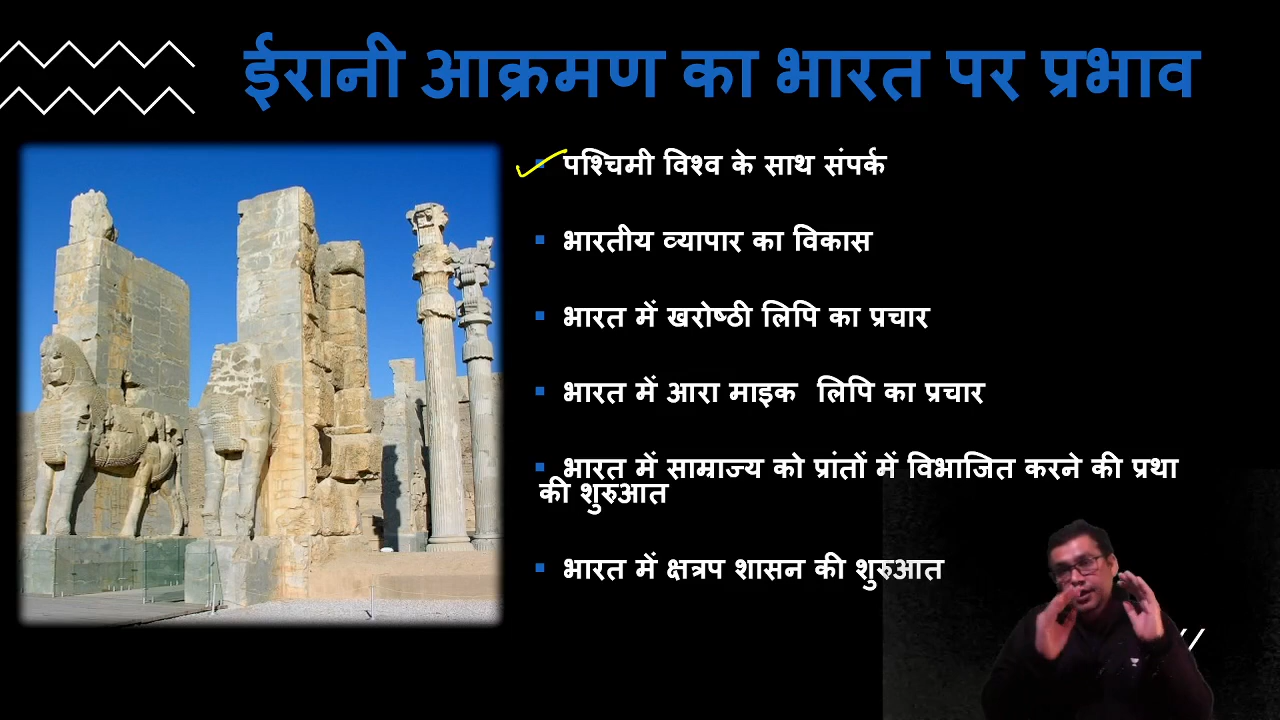 ईरानी आक्रमण का भारत पर प्रभाव
पश्चिमी विश्व के साथ संपर्क
भारतीय व्यापार का विकास
भारत में खरोष्ठी लिपि का प्रचार
भारत में आरा माइक  लिपि का प्रचार
भारत में साम्राज्य को प्रांतों में विभाजित करने की प्रथा
की शुरुआत
भारत में क्षत्रप शासन की शुरुआत